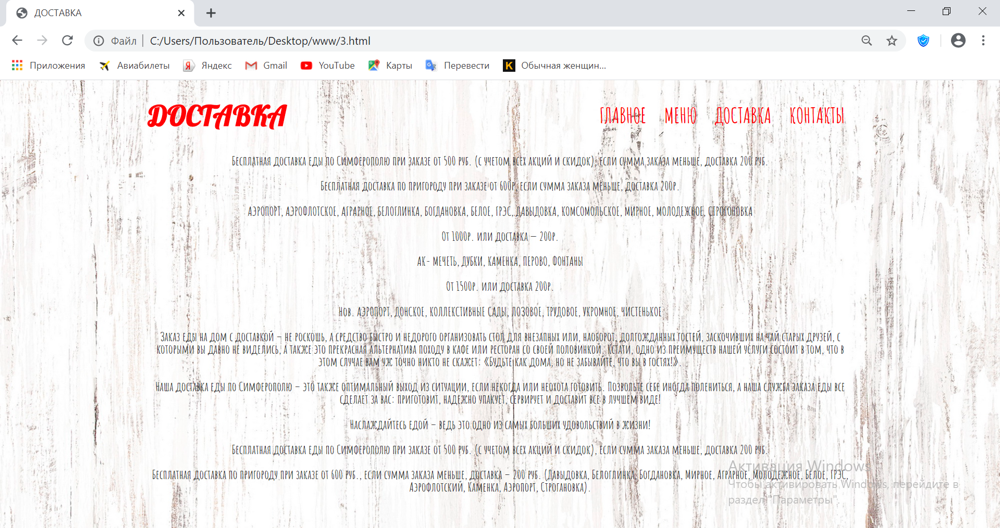 ДОСТАВКА
Файл
C:/Users/Пользователь/Desktop/www/3.html
Приложения
Авиабилеты
Яндекс
Gmail
YouTube
Карты
Перевести
Обычная женщин...
ДОСТАВКА
ГЛАВНОЕ МЕНЮ ДОСТАВКА КОНТАКТЫ
Бесплатная доставка еды по Симферополю при заказе от 500 руб. (с учетом всех акций и скидок), если сумма заказа меньше, доставка 200 руб.
Бесплатная доставка по пригороду при заказе от 600р, если сумма заказа меньше, доставка 200р.
АЭРОПОРТ, АЭРОФЛОТСКОЕ, АГРАРНОЕ, БЕЛОГЛИНКА, БОГДАНОВКА, БЕЛОЕ, ГРЭС, ДАВЫДОВКА, КОМСОМОЛЬСКОЕ, МИРНОЕ, МОЛОДЕЖНОЕ, СТРОГОНОВКА
От 1000р. или доставка — 200р.
АК- МЕЧЕТЬ, ДУБКИ, КАМЕНКА, ПЕРОВО, ФОНТАНЫ
От 1500р. или доставка 200р.
Нов. АЭРОПОРТ, ДОНСКОЕ, КОЛЛЕКСТИВНЫЕ САДЫ, ЛОЗОВОЕ, ТРУДОВОЕ, УКРОМНОЕ, ЧИСТЕНЬКОЕ
Заказ еды на дом с доставкой – не роскошь, а средство быстро и недорого организовать стол для внезапных или, наоборот, долгожданных гостей, заскочивших на чай старых друзей, с
которыми вы давно не виделись, а также это прекрасная альтернатива походу в кафе или ресторан со своей половинкой. Кстати, одно из преимуществ нашей услуги состоит в том, что в
этом случае вам уж точно никто не скажет: «Будьте как дома, но не забывайте, что вы в гостях!».
Наша доставка еды по Симферополю – это также оптимальный выход из ситуации, если некогда или неохота готовить. Позвольте себе иногда полениться, а наша служба заказа еды все
сделает за вас: приготовит, надежно упакует, сервирует и доставит все в лучшем виде!
Наслаждайтесь едой – ведь это одно из самых больших удовольствий в жизни!
Бесплатная доставка еды по Симферополю при заказе от 500 руб. (с учетом всех акций и скидок), если сумма заказа меньше, доставка 200 руб.
Бесплатная доставка по пригороду при заказе от 600 руб., если сумма заказа меньше, доставка – 200 руб. (Давыдовка, Белоглинка, Богдановка, Мирное, Аграрное, Молодежное, Белое, ГРЭС,
Аэрофлотский, Каменка, Аэропорт, Строгановка).
Активация Windows
Чтобы активировать Windows, перейдите в
раздел "Параметры".